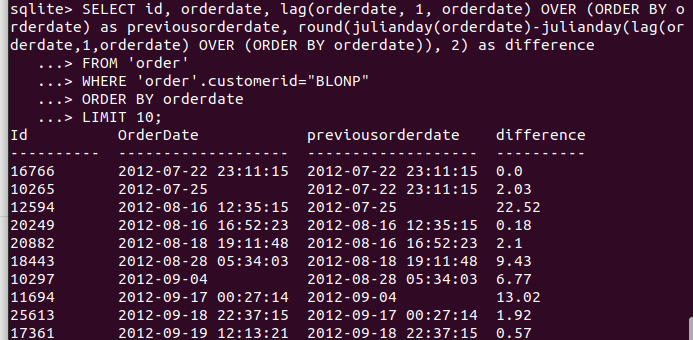 sqlite> SELECT id, orderdate, lag(orderdate, 1, orderdate) OVER (ORDER BY o
rderdate) as previousorderdate, round(julianday(orderdate)-julianday(lag(or
derdate,1,orderdate) OVER (ORDER BY orderdate)), 2) as difference
   ...> FROM 'order'
   ...> WHERE 'order'.customerid="BLONP"
   ...> ORDER BY orderdate
   ...> LIMIT 10;
Id          OrderDate            previousorderdate    difference
----------  -------------------  -------------------  ----------
16766       2012-07-22 23:11:15  2012-07-22 23:11:15  0.0
10265       2012-07-25           2012-07-22 23:11:15  2.03
12594       2012-08-16 12:35:15  2012-07-25           22.52
20249       2012-08-16 16:52:23  2012-08-16 12:35:15  0.18
20882       2012-08-18 19:11:48  2012-08-16 16:52:23  2.1
18443       2012-08-28 05:34:03  2012-08-18 19:11:48  9.43
10297       2012-09-04           2012-08-28 05:34:03  6.77
11694       2012-09-17 00:27:14  2012-09-04           13.02
25613       2012-09-18 22:37:15  2012-09-17 00:27:14  1.92
17361       2012-09-19 12:13:21  2012-09-18 22:37:15  0.57